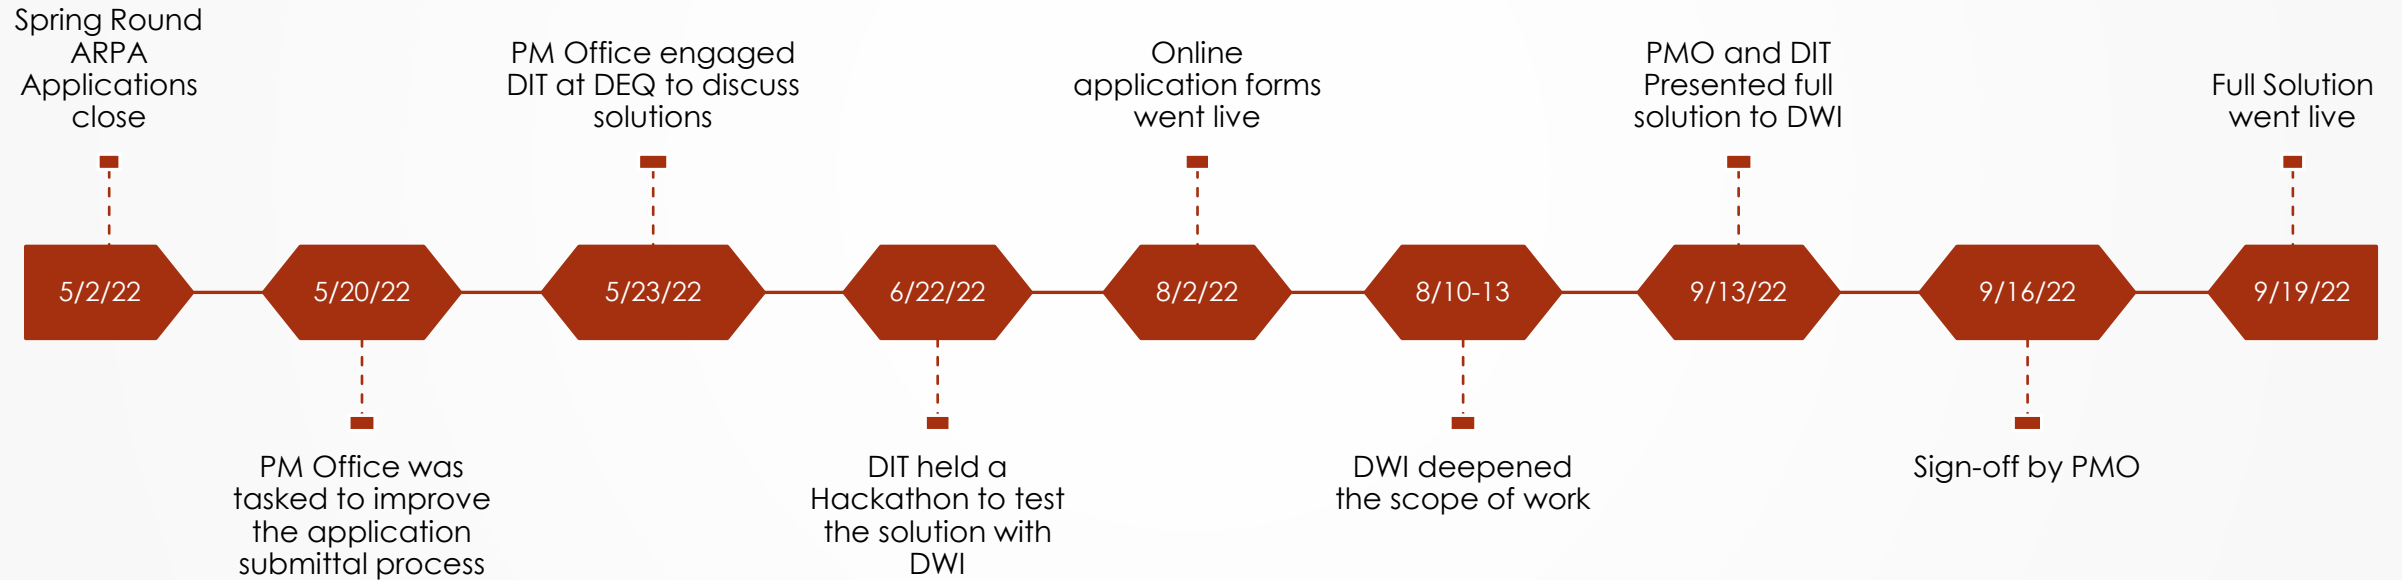 Spring Round
ARPA
Applications
close
5/2/22
5/20/22
PM Office was
tasked to improve
the application
submittal process
PM Office engaged
DIT at DEQ to discuss
solutions
5/23/22
6/22/22
DIT held a
Hackathon to test
the solution with
DWI
Online
application forms
went live
8/2/22
8/10-13
DWI deepened
the scope of work
PMO and DIT
Presented full
solution to DWI
9/13/22
9/16/22
Sign-off by PMO
Full Solution
went live
9/19/22